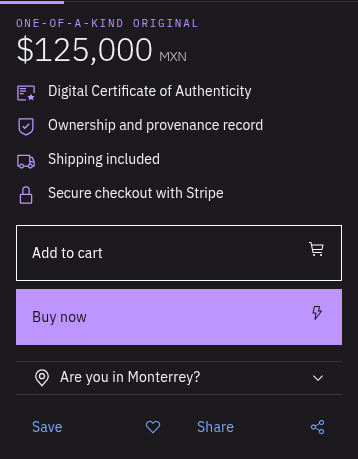 ONE-OF-A-KIND ORIGINAL
$125,000 MXN
Digital Certificate of Authenticity
Ownership and provenance record
Shipping included
Secure checkout with Stripe
Add to cart
Buy now
Are you in Monterrey?
Save Share